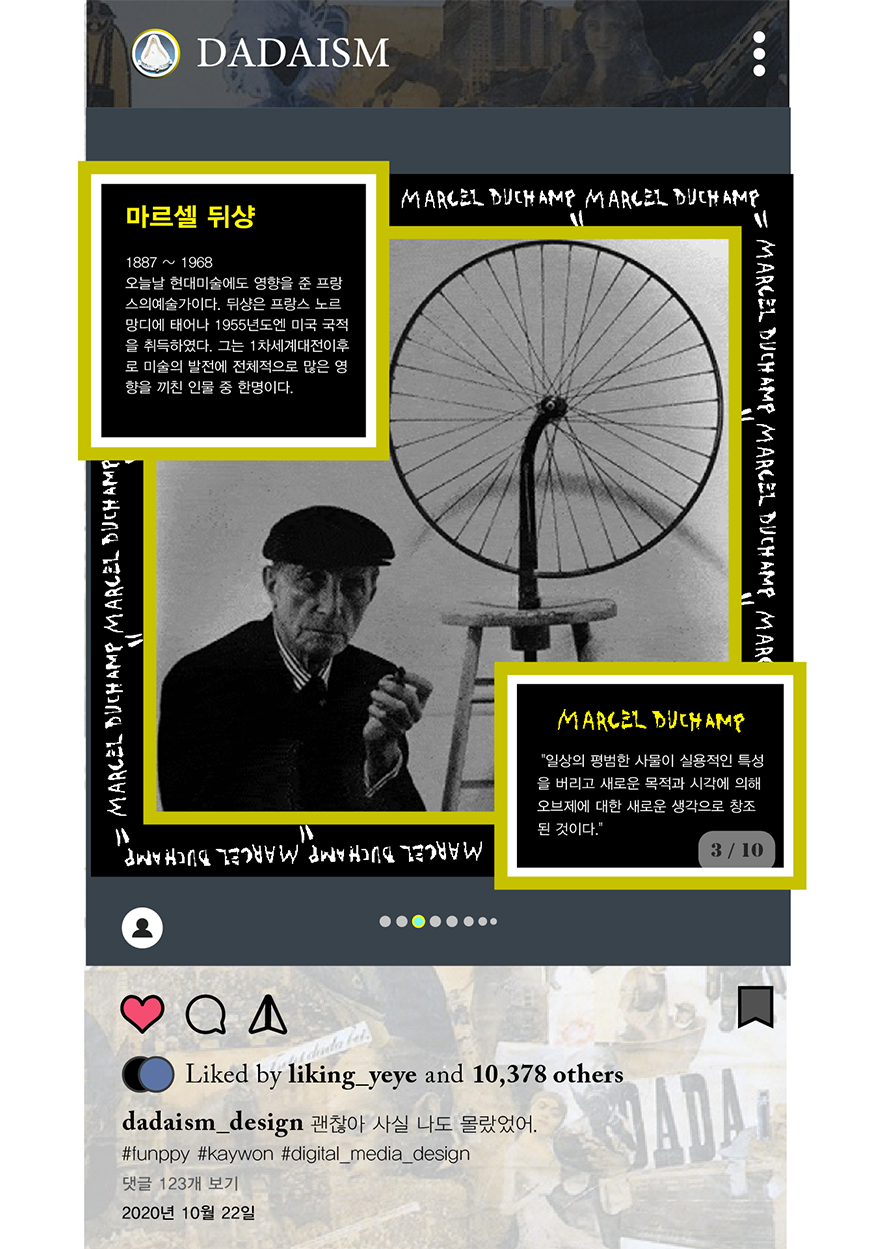 DADAISM
MARCEL DUCHAMP MARCEL DUCHAMP
마르셀 뒤샹
1887 ～ 1968
오늘날 현대미술에도 영향을 준 프랑
스의예술가이다. 뒤샹은 프랑스 노르
망디에 태어나 1955년도엔 미국 국적
을 취득하였다. 그는 1차세계대전이후
로 미술의 발전에 전체적으로 많은 영
향을 끼친 인물 중 한명이다.
" MARCEL DUCHAMP " MARCEL DUCHAMP " MARC
MARCEL DUCHAMP " MARCEL DUCHAMP "
MARCEL DUCHAMP
"일상의 평범한 사물이 실용적인 특성
을 버리고 새로운 목적과 시각에 의해
오브제에 대한 새로운 생각으로 창조
된 것이다."
3 / 10
MARCEL DUCHAMP " MARCEL DUCHAMP "
Liked by liking_yeye and 10,378 others
dadaism_design 괜찮아 사실 나도 몰랐었어.
#funppy #kaywon #digital_media_design
댓글 123개 보기
2020년 10월 22일
DADA